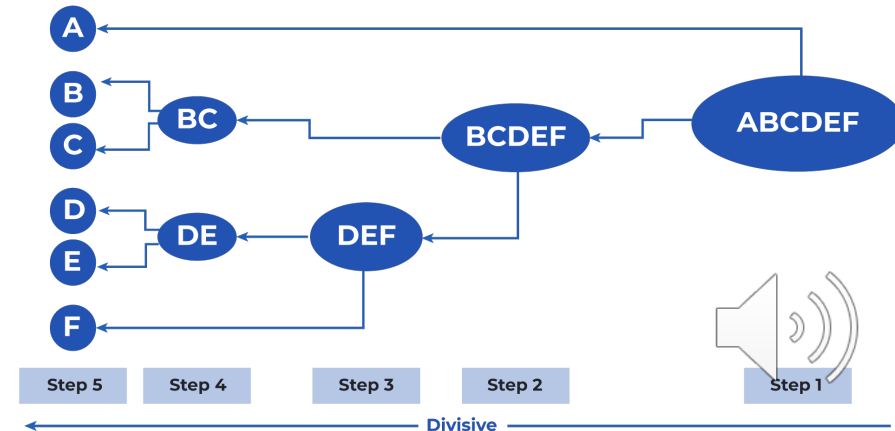 A
B
C
BC
BCDEF
ABCDEF
D
E
DE
DEF
F
Step 5
Step 4
Step 3
Step 2
Step 1
Divisive